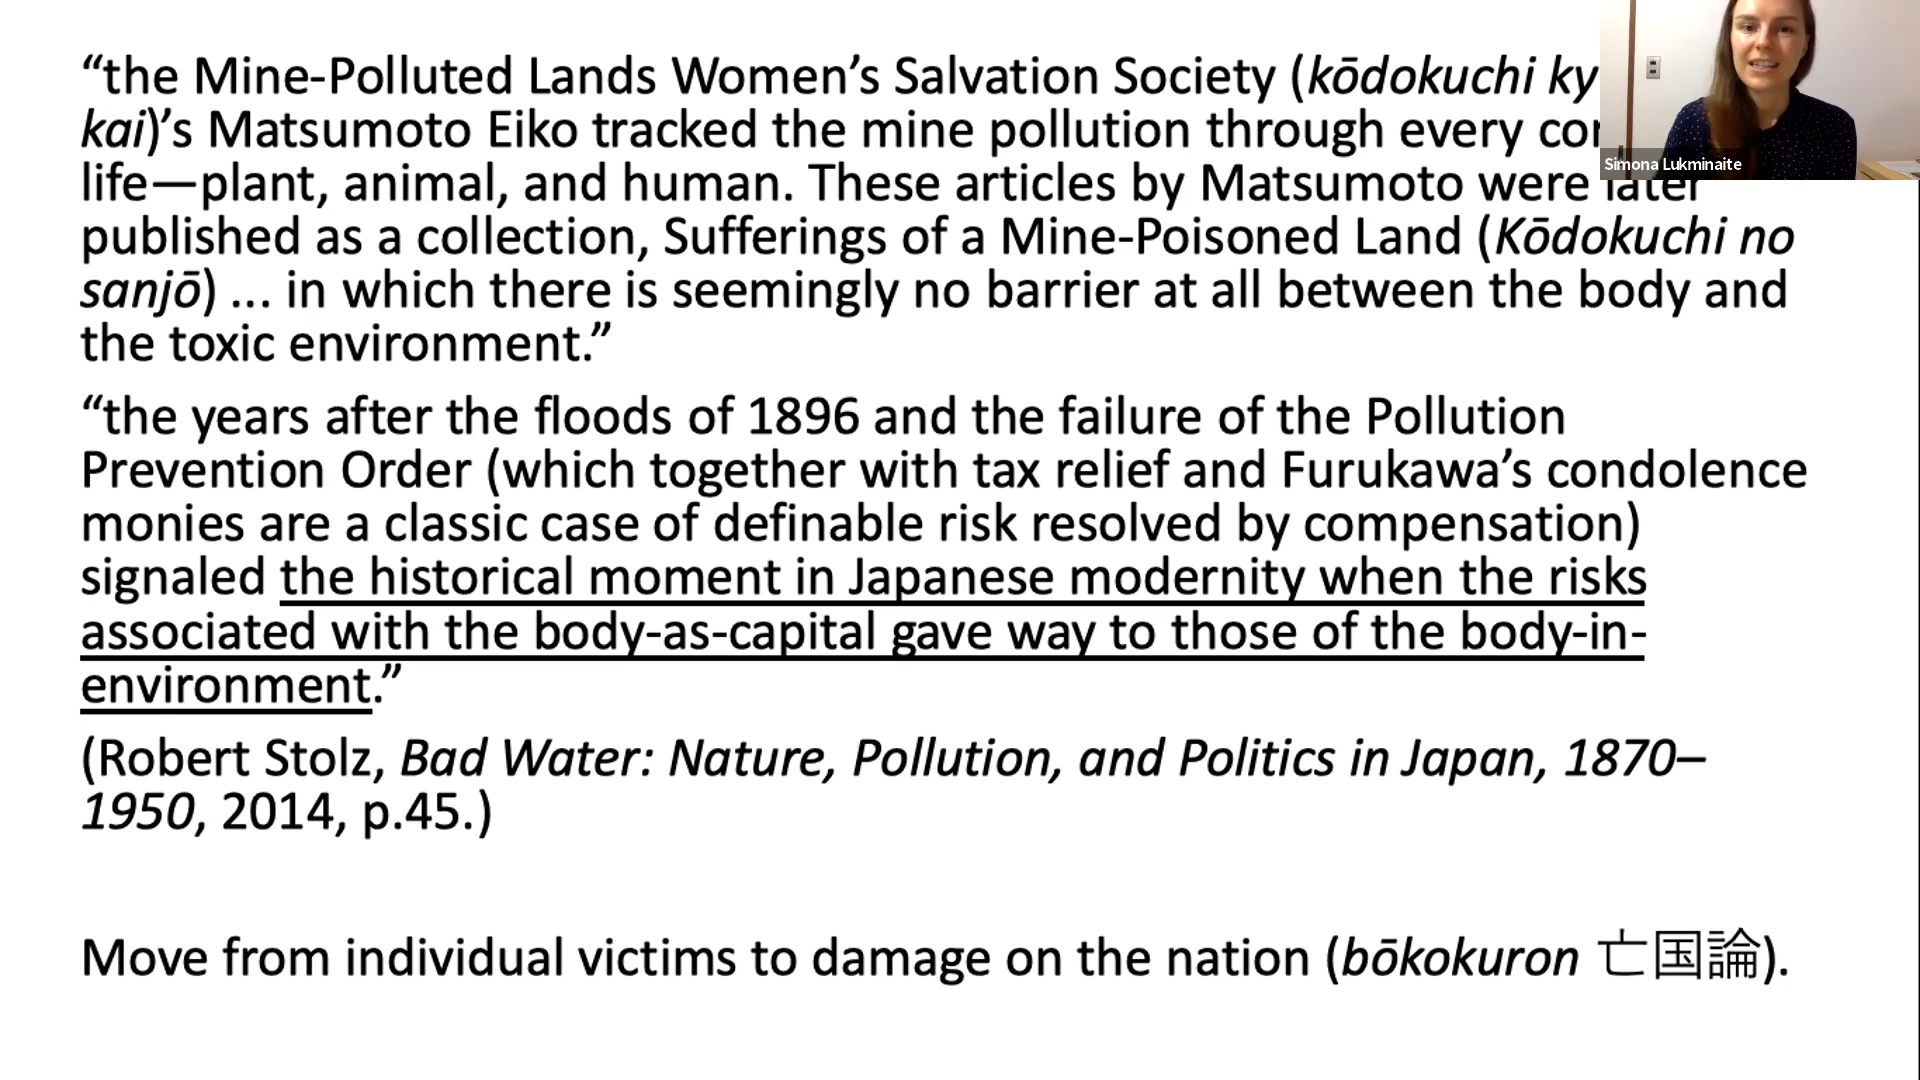 “the Mine-Polluted Lands Women’s Salvation Society (kōdokuchi
kai)’s Matsumoto Eiko tracked the mine pollution through every
life—plant, animal, and human. These articles by Matsumoto were later
published as a collection, Sufferings of a Mine-Poisoned Land (Kōdokuchi no
sanjō) ... in which there is seemingly no barrier at all between the body and
the toxic environment.”
“the years after the floods of 1896 and the failure of the Pollution
Prevention Order (which together with tax relief and Furukawa’s condolence
monies are a classic case of definable risk resolved by compensation)
signaled the historical moment in Japanese modernity when the risks
associated with the body-as-capital gave way to those of the body-in-
environment.”
(Robert Stolz, Bad Water: Nature, Pollution, and Politics in Japan, 1870–
1950, 2014, p.45.)
Move from individual victims to damage on the nation (bōkokuron 亡国論).
Simona Lukminaite